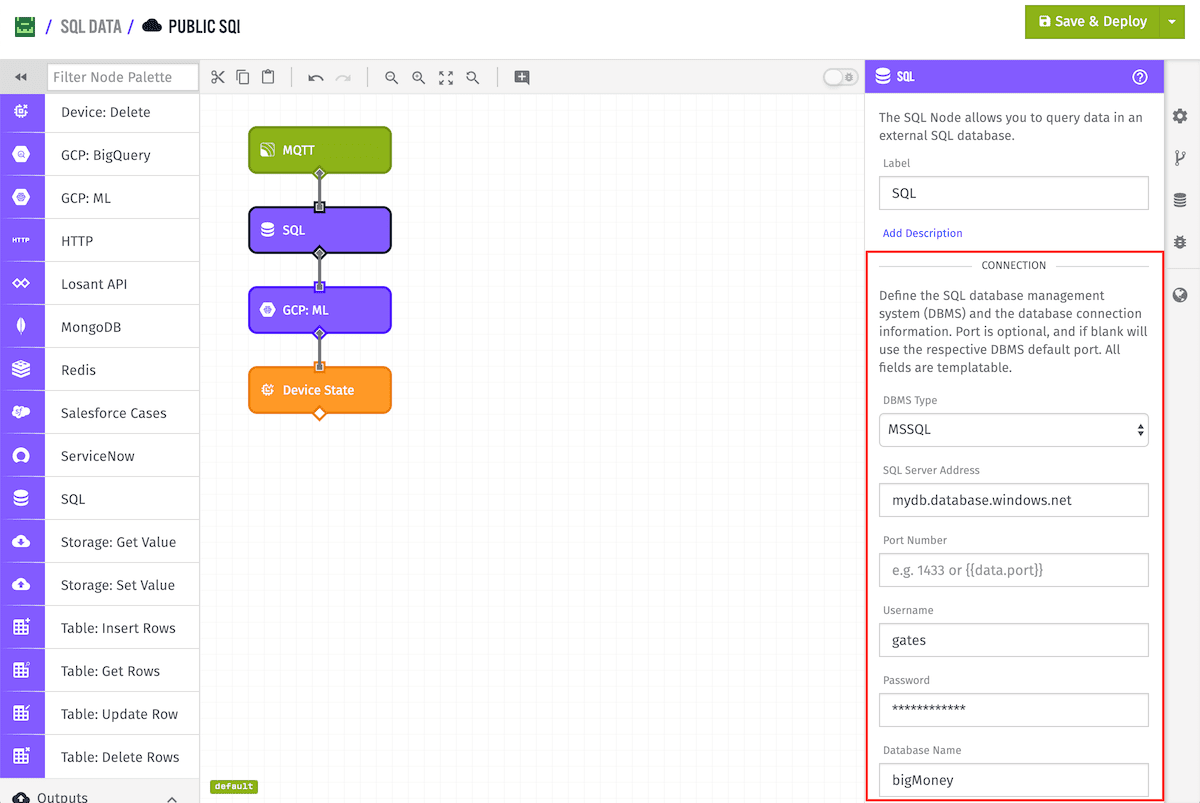 / SQL DATA / PUBLIC SQl
Save & Deploy
Filter Node Palette
Device: Delete
GCP: BigQuery
GCP: ML
HTTP
HTTP
Losant API
MongoDB
Redis
Salesforce Cases
ServiceNow
SQL
Storage: Get Value
Storage: Set Value
Table: Insert Rows
Table: Get Rows
Table: Update Row
Table: Delete Rows
Outputs
MQTT
SQL
GCP: ML
Device State
default
SQL
The SQL Node allows you to query data in an
external SQL database.
Label
SQL
Add Description
CONNECTION
Define the SQL database management
system (DBMS) and the database connection
information. Port is optional, and if blank will
use the respective DBMS default port. All
fields are templatable.
DBMS Type
MSSQL
SQL Server Address
mydb.database.windows.net
Port Number
e.g. 1433 or {{data.port}}
Username
gates
Password
************
Database Name
bigMoney